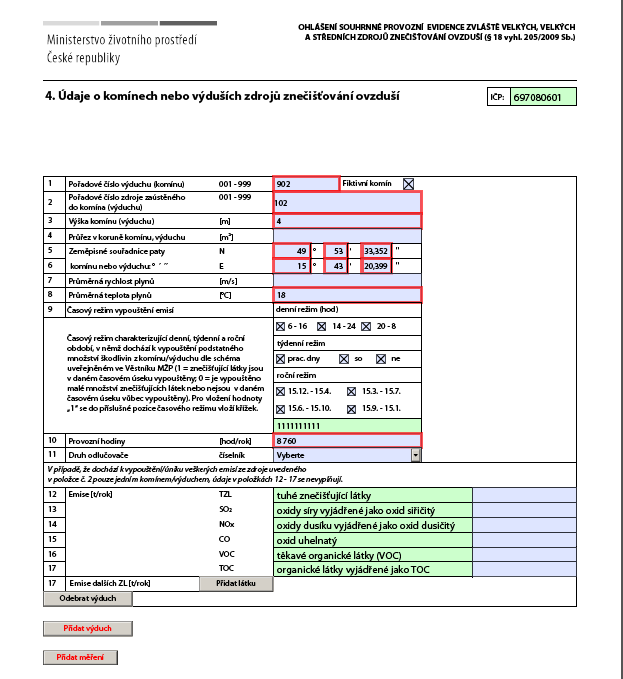 Ministerstvo životního prostředí
České republiky
OHLÁŠENÍ SOUHRNNÉ PROVOZNÍ EVIDENCE ZVLÁŠTĚ VELKÝCH, VELKÝCH
A STŘEDNÍCH ZDROJŮ ZNEČIŠŤOVÁNÍ OVZDUŠÍ (§ 18 vyhl. 205/2009 Sb.)
4. Údaje o komínech nebo výduších zdrojů znečišťování ovzduší
IČP: 697080601
1 Pořadové číslo výduchu (komínu) 001 - 999 902 Fiktivní komín
2 Pořadové číslo zdroje zaústěného do komína (výduchu) 001 - 999 102
3 Výška komínu (výduchu) [m] 4
4 Průřez v koruně komínu, výduchu [m²]
5 Zeměpisné souřadnice paty N 49 ° 53 ' 33,352 "
6 komínu nebo výduchu: ° ´ ˝ E 15 ° 43 ' 20,399 "
7 Průměrná rychlost plynů [m/s]
8 Průměrná teplota plynů [°C] 18
9 Časový režim vypouštění emisí denní režim (hod)
6 - 16 14 - 24 20 - 8
týdenní režim
prac. dny so ne
roční režim
15.12. - 15.4. 15.3. - 15.7.
15.6. - 15.10. 15.9. - 15.1.
1111111111
Časový režim charakterizující denní, týdenní a roční
období, v němž dochází k vypouštění podstatného
množství škodlivin z komínu/výduchu dle schéma
uveřejněném ve Věstníku MŽP (1 = znečišťující látky jsou
v daném časovém úseku vypouštěny; 0 = je vypouštěno
malé množství znečišťujících látek nebo nejsou v daném
časovém úseku vůbec vypouštěny). Pro vložení hodnoty
„1" se do příslušné pozice časového režimu vloží křížek.
10 Provozní hodiny [hod/rok] 8 760
11 Druh odlučovače číselník Vyberte
V případě, že dochází k vypouštění/úniku veškerých emisí ze zdroje uvedeného
v položce č. 2 pouze jedním komínem/výduchem, údaje v položkách 12 - 17 se nevyplňují.
12 Emise [t/rok] TZL tuhé znečišťující látky
13 SO₂ oxidy síry vyjádřené jako oxid siřičitý
14 NOx oxidy dusíku vyjádřené jako oxid dusičitý
15 CO oxid uhelnatý
16 VOC těkavé organické látky (VOC)
17 TOC organické látky vyjádřené jako TOC
17 Emise dalších ZL [t/rok] Přidat látku
Odebrat výduch
Přidat výduch
Přidat měření